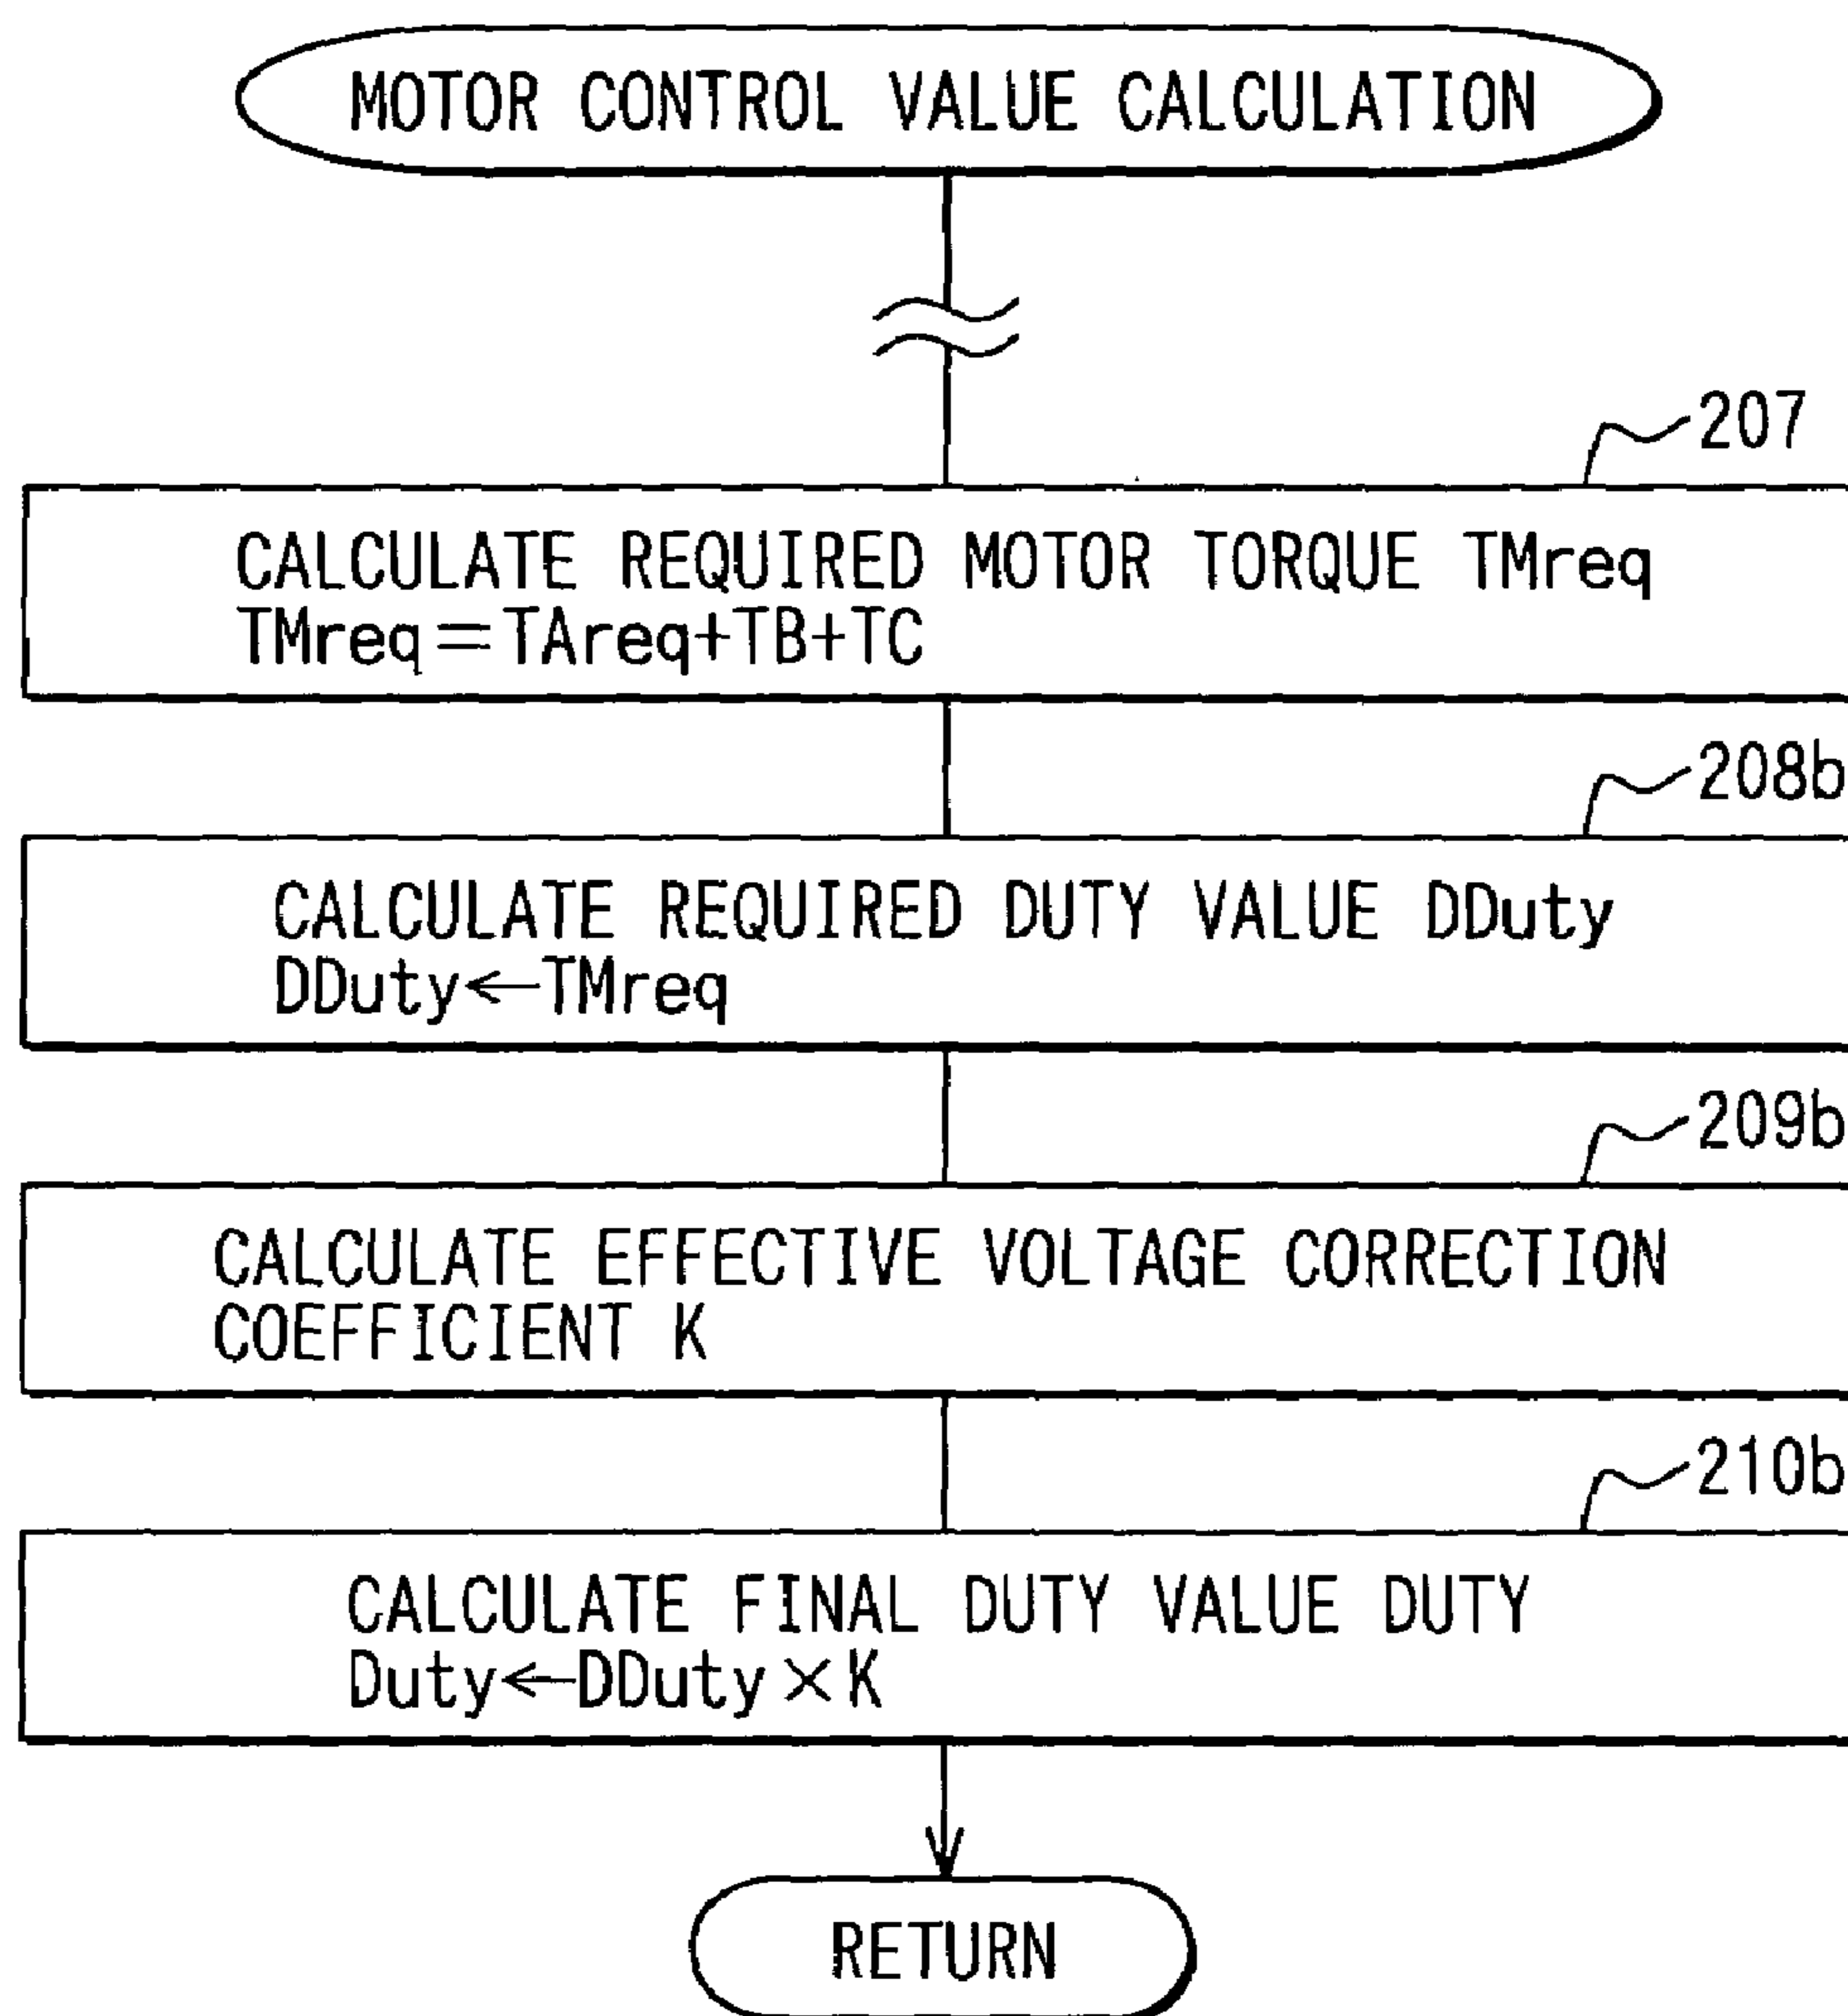 MOTOR CONTROL VALUE CALCULATION
207
CALCULATE REQUIRED MOTOR TORQUE TMreq
TMreq=TAreq+TB+TC
208b
CALCULATE REQUIRED DUTY VALUE DDuty
DDuty←TMreq
209b
CALCULATE EFFECTIVE VOLTAGE CORRECTION
COEFFICIENT K
210b
CALCULATE FINAL DUTY VALUE DUTY
Duty←DDuty×K
RETURN